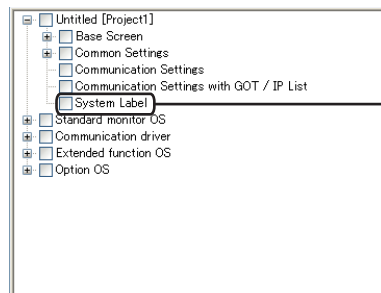 Untitled [Project1]
Base Screen
Common Settings
Communication Settings
Communication Settings with GOT / IP List
System Label
Standard monitor OS
Communication driver
Extended function OS
Option OS